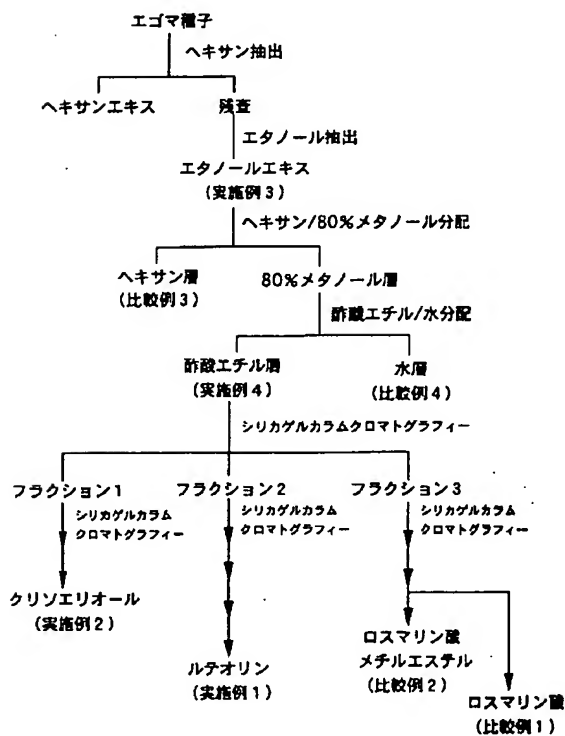 エゴマ種子
ヘキサン抽出
ヘキサンエキス
残査
エタノール抽出
エタノールエキス
(実施例3)
ヘキサン/80%メタノール分配
ヘキサン層
(比較例3)
80%メタノール層
酢酸エチル/水分配
酢酸エチル層
(実施例4)
水層
(比較例4)
シリカゲルカラムクロマトグラフィー
フラクション1
フラクション2
フラクション3
シリカゲルカラム
クロマトグラフィー
シリカゲルカラム
クロマトグラフィー
シリカゲルカラム
クロマトグラフィー
クリソエリオール
(実施例2)
ルテオリン
(実施例1)
ロスマリン酸
メチルエステル
(比較例2)
ロスマリン酸
(比較例1)